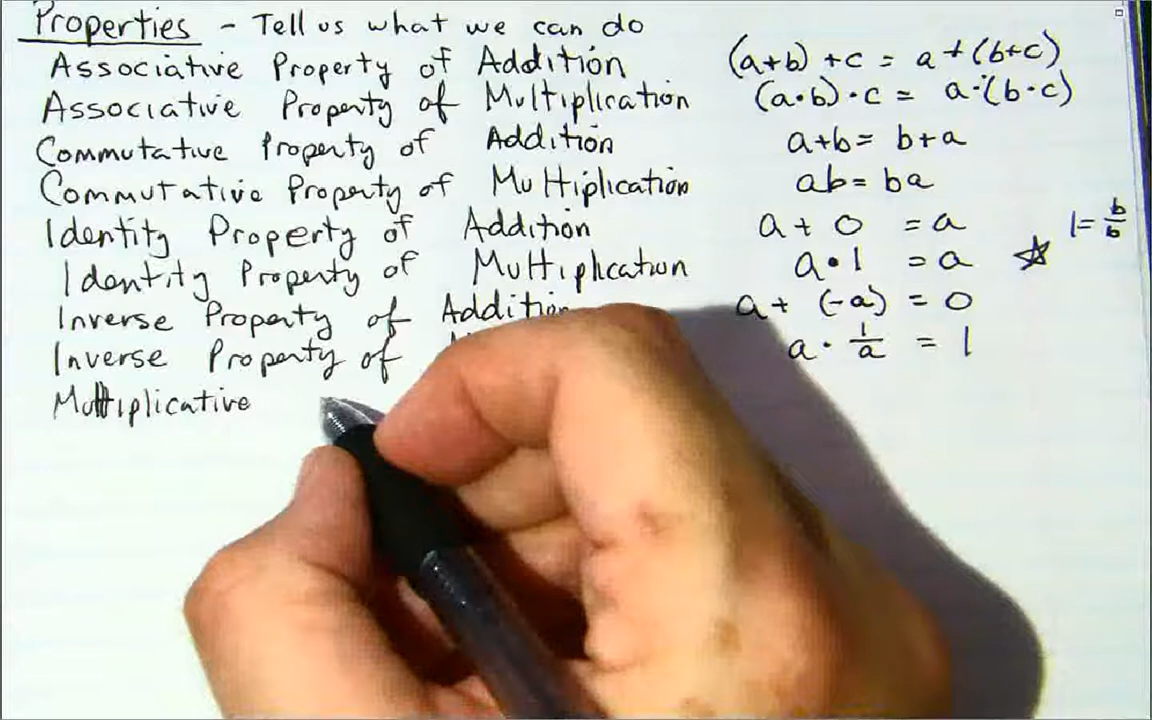 Properties - Tell us what we can do
Associative Property of Addition (a+b)+c = a+(b+c)
Associative Property of Multiplication (a·b)·c = a·(b·c)
Commutative Property of Addition a+b = b+a
Commutative Property of Multiplication ab = ba
Identity Property of Addition a + 0 = a 1 = b/b
Identity Property of Multiplication a·1 = a ☆
Inverse Property of Addition a + (-a) = 0
Inverse Property of a · 1/a = 1
Multiplicative